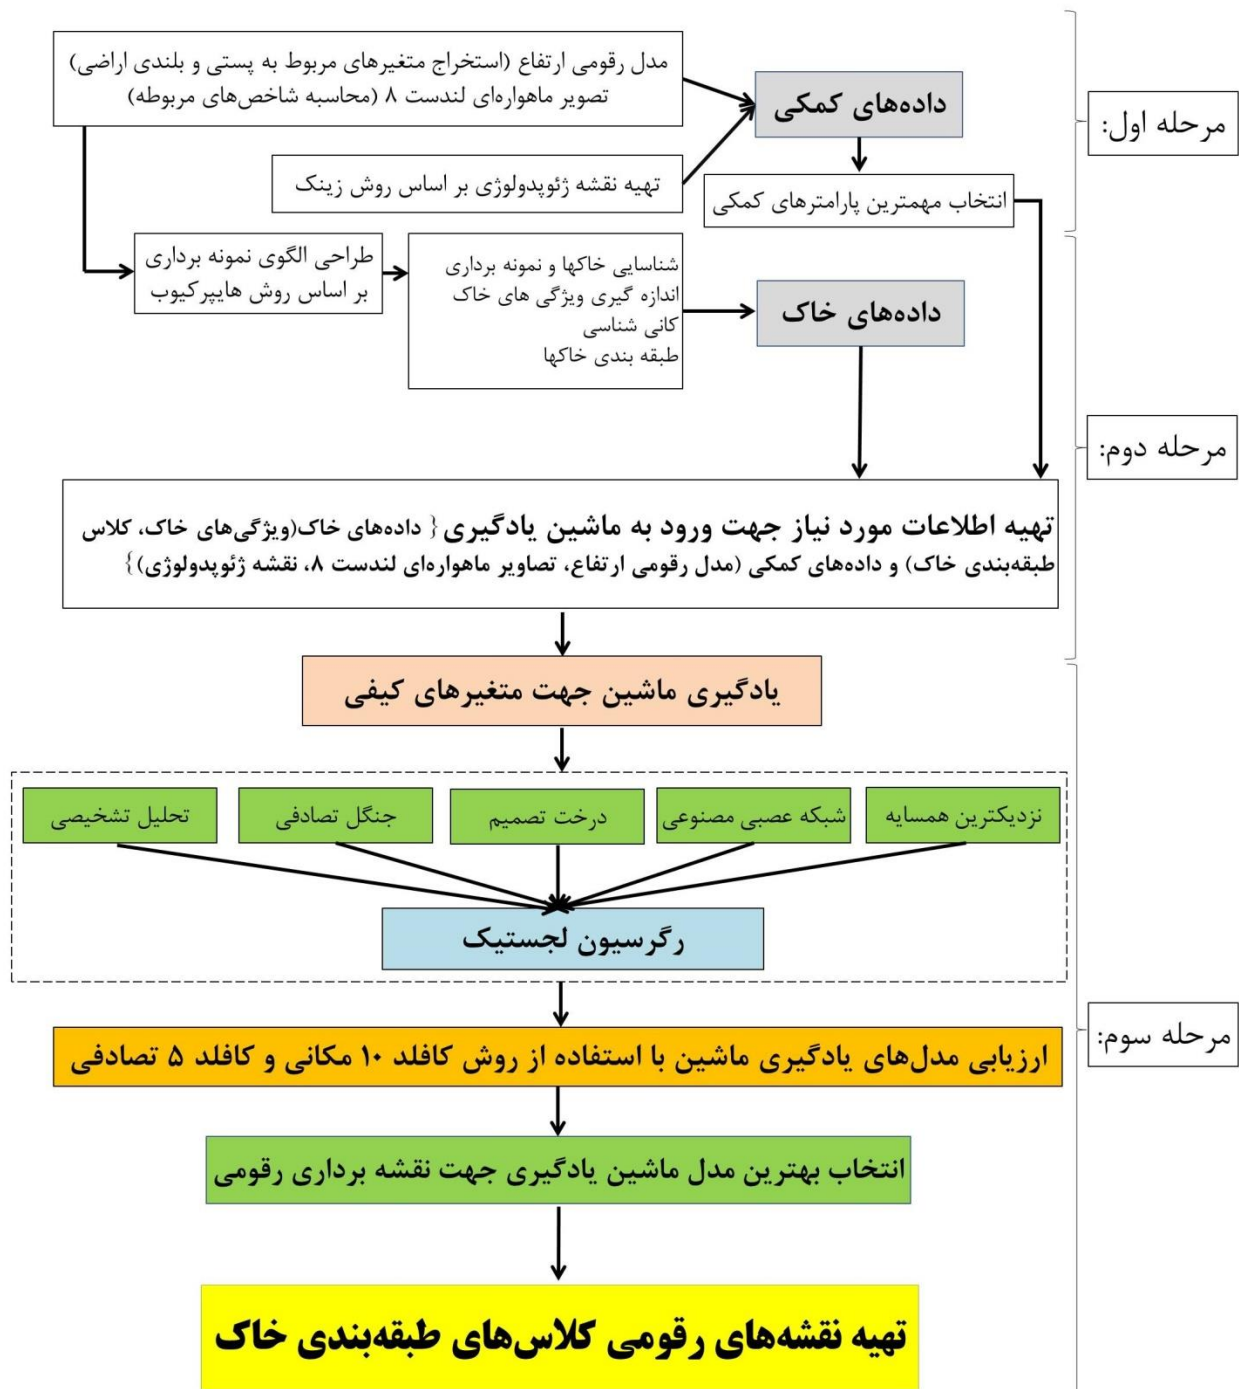 مرحله اول:
مدل رقومی ارتفاع (استخراج متغیرهای مربوط به پستی و بلندی اراضی)
تصویر ماهواره‌ای لندست ۸ (محاسبه شاخص‌های مربوطه)
داده‌های کمکی
تهیه نقشه ژئوپدولوژی بر اساس روش زینک
انتخاب مهمترین پارامترهای کمکی
مرحله دوم:
طراحی الگوی نمونه برداری
بر اساس روش هایپرکیوب
شناسایی خاکها و نمونه برداری
اندازه گیری ویژگی های خاک
کانی شناسی
طبقه بندی خاکها
داده‌های خاک
تهیه اطلاعات مورد نیاز جهت ورود به ماشین یادگیری { داده‌های خاک(ویژگی‌های خاک، کلاس
طبقه‌بندی خاک) و داده‌های کمکی (مدل رقومی ارتفاع، تصاویر ماهواره‌ای لندست ۸، نقشه ژئوپدولوژی)}
مرحله سوم:
یادگیری ماشین جهت متغیرهای کیفی
نزدیکترین همسایه
شبکه عصبی مصنوعی
درخت تصمیم
جنگل تصادفی
تحلیل تشخیصی
رگرسیون لجستیک
ارزیابی مدل‌های یادگیری ماشین با استفاده از روش کافلد ۱۰ مکانی و کافلد ۵ تصادفی
انتخاب بهترین مدل ماشین یادگیری جهت نقشه برداری رقومی
تهیه نقشه‌های رقومی کلاس‌های طبقه‌بندی خاک